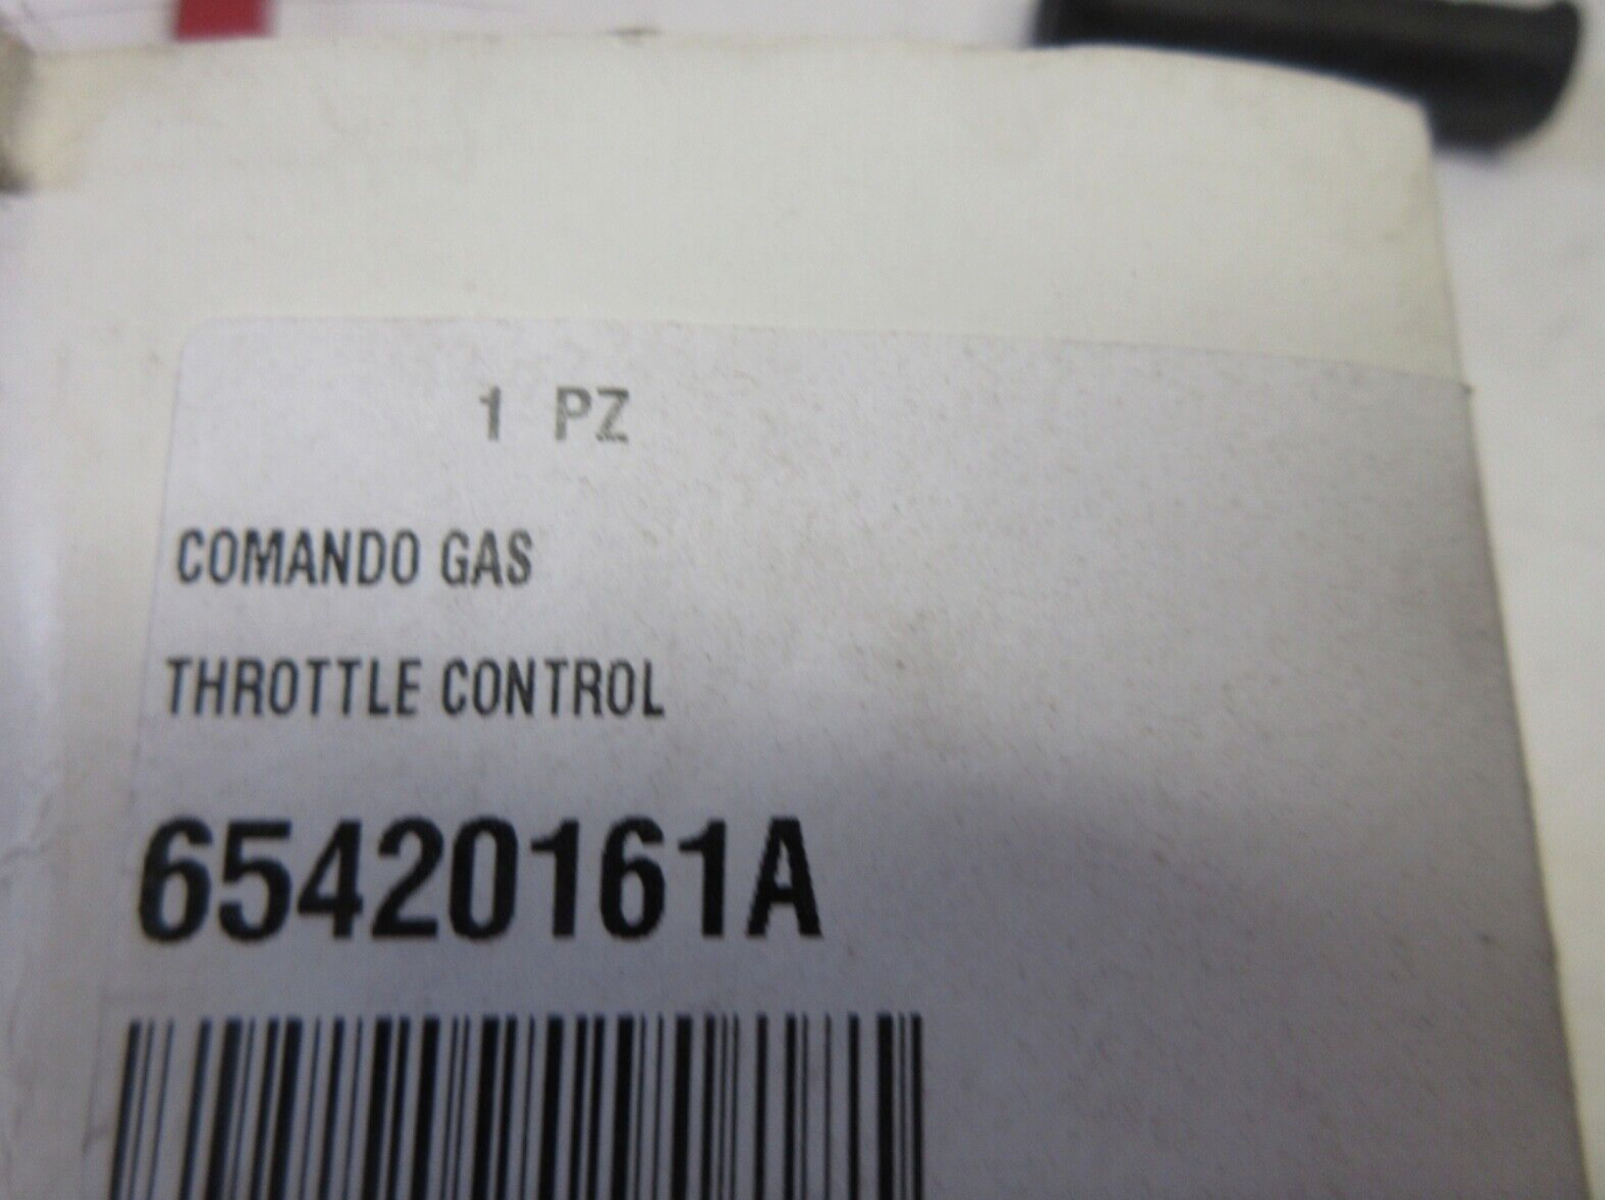 1 PZ
COMANDO GAS
THROTTLE CONTROL
65420161A